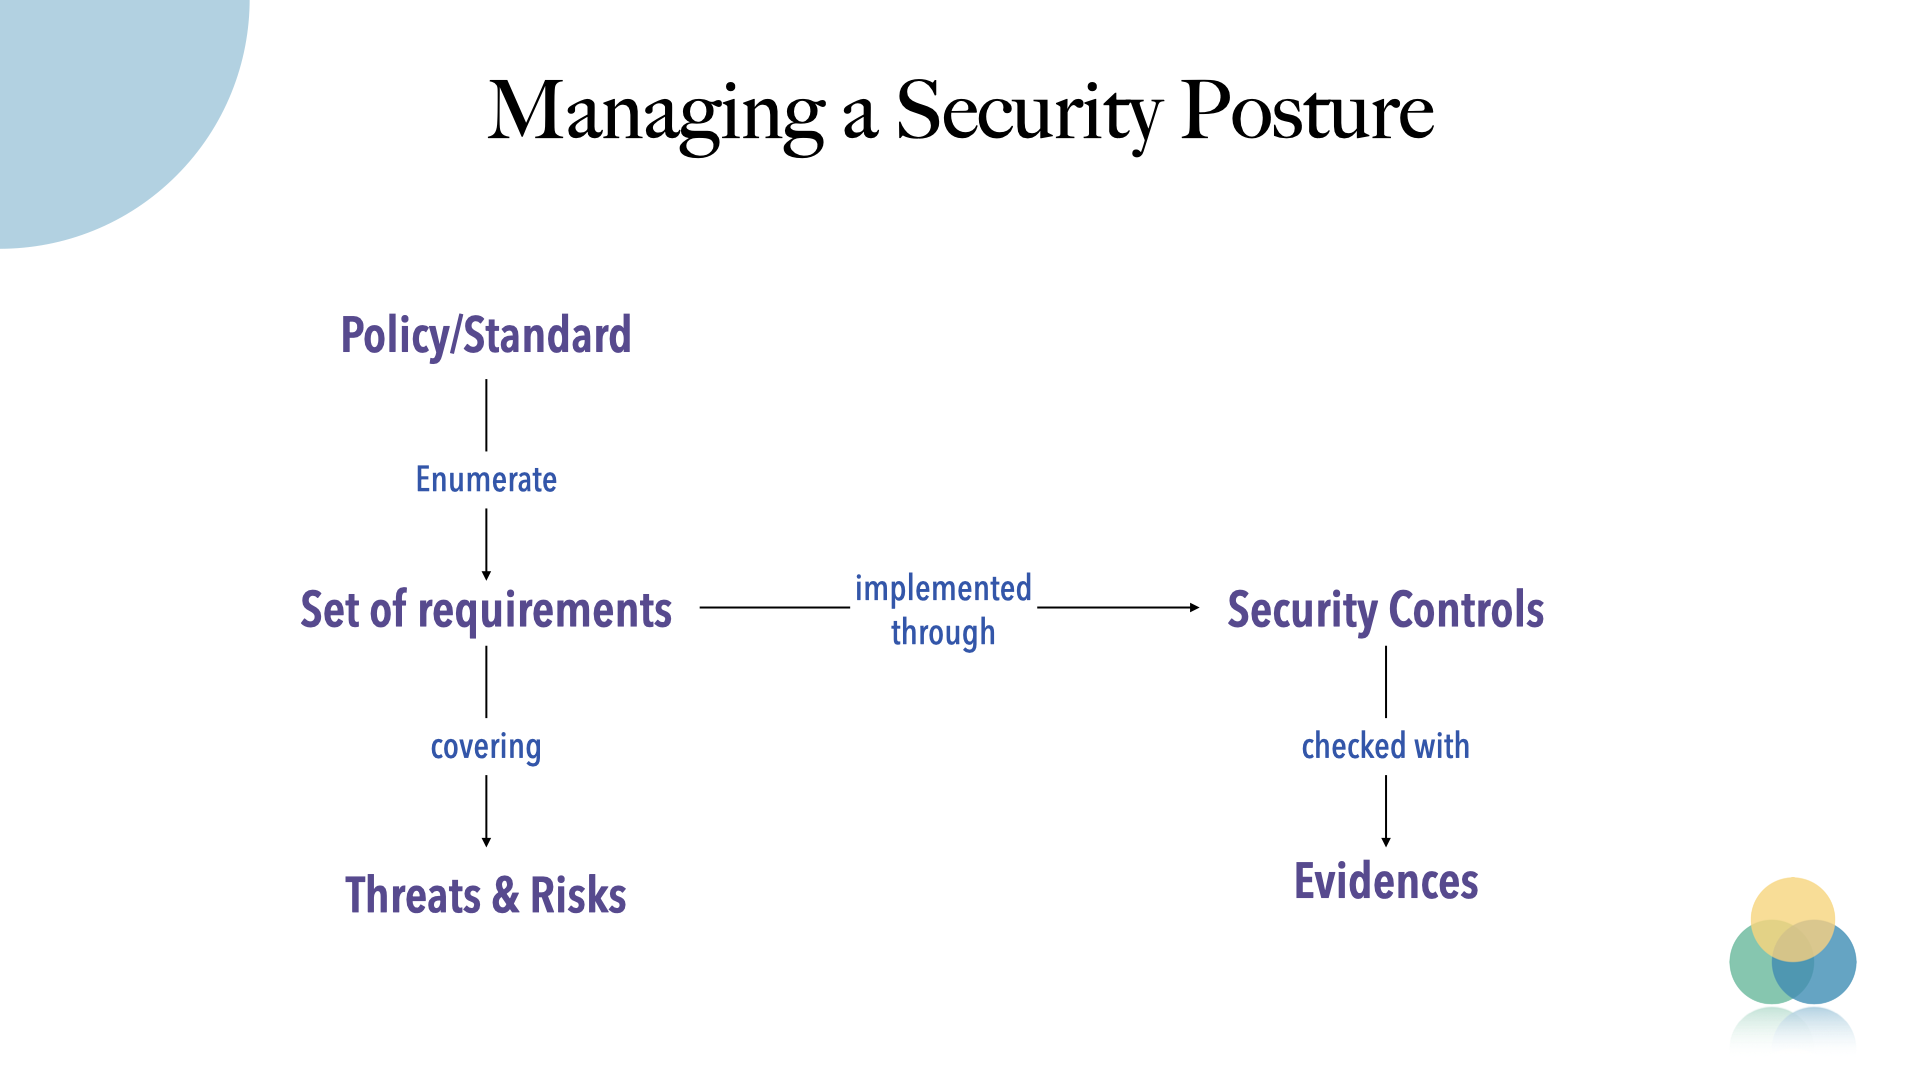 Managing a Security Posture
Policy/Standard
Enumerate
Set of requirements
implemented
through
Security Controls
covering
checked with
Threats & Risks
Evidences